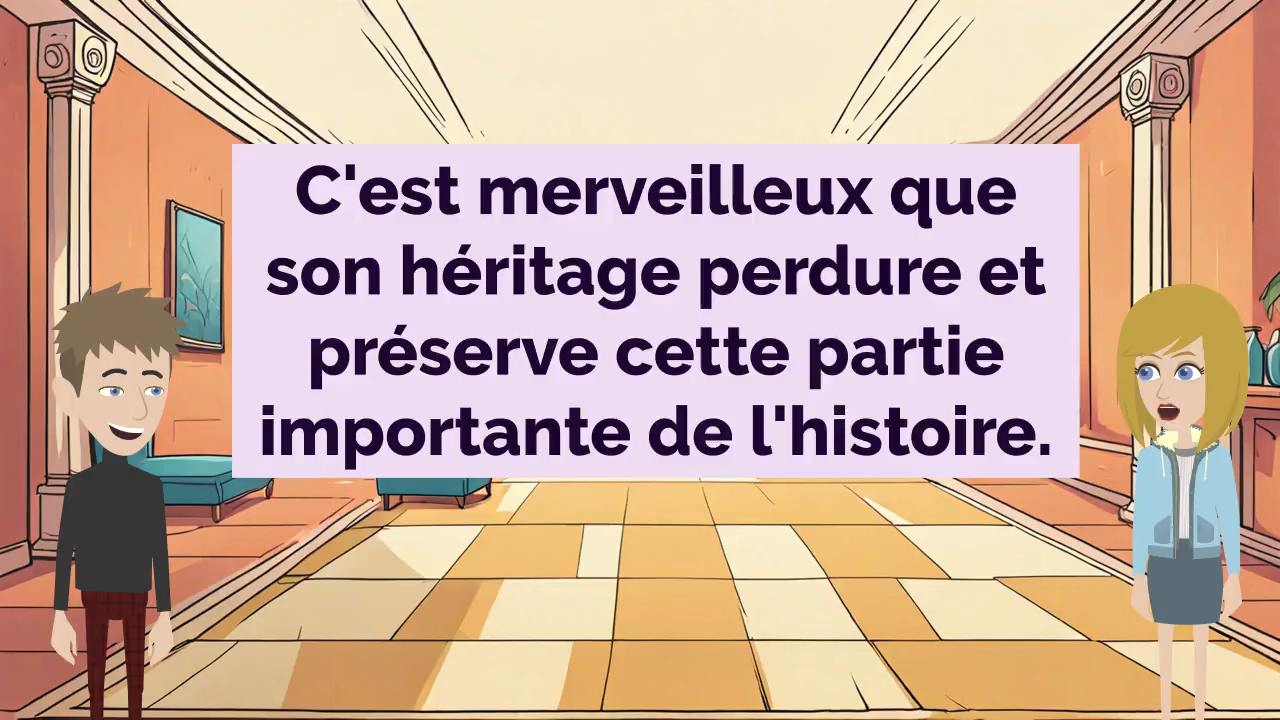 C'est merveilleux que
son héritage perdure et
préserve cette partie
importante de l'histoire.